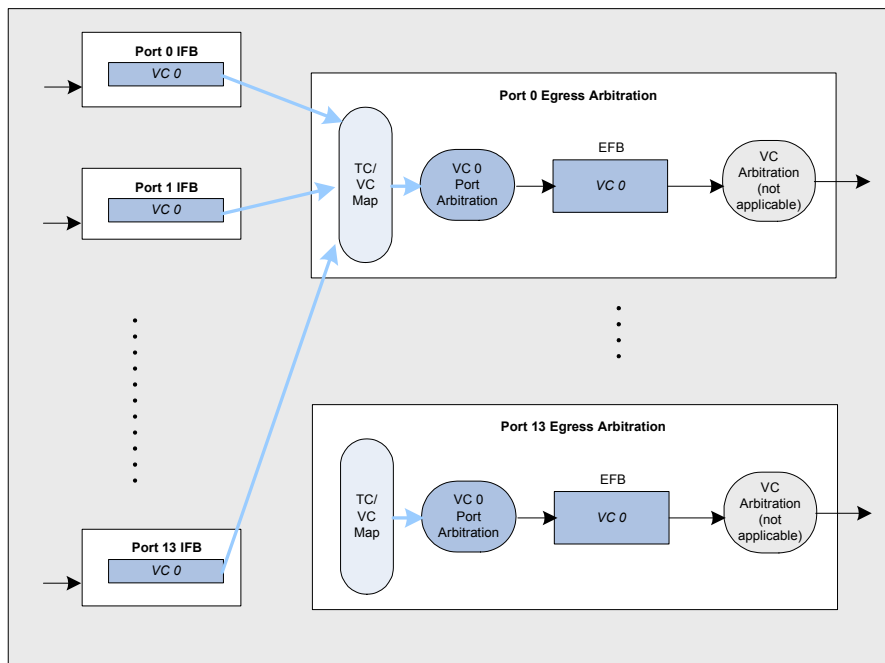 Port 0 IFB
VC 0
Port 1 IFB
VC 0
Port 13 IFB
VC 0
Port 0 Egress Arbitration
TC/
VC
Map
VC 0
Port
Arbitration
EFB
VC 0
VC
Arbitration
(not
applicable)
Port 13 Egress Arbitration
TC/
VC
Map
VC 0
Port
Arbitration
EFB
VC 0
VC
Arbitration
(not
applicable)